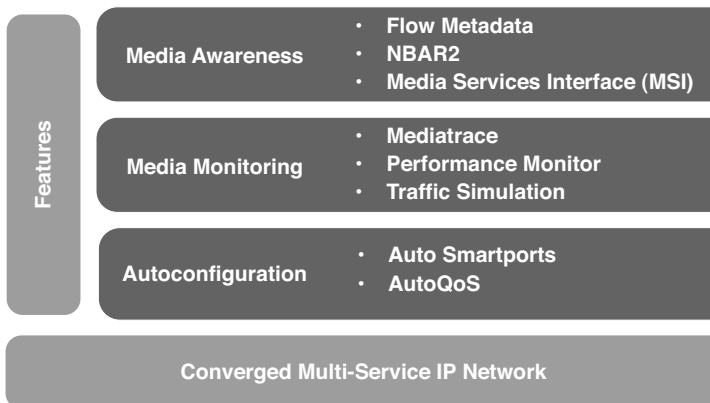 Features
Media Awareness
• Flow Metadata
• NBAR2
• Media Services Interface (MSI)
Media Monitoring
• Mediatrace
• Performance Monitor
• Traffic Simulation
Autoconfiguration
• Auto Smartports
• AutoQoS
Converged Multi-Service IP Network